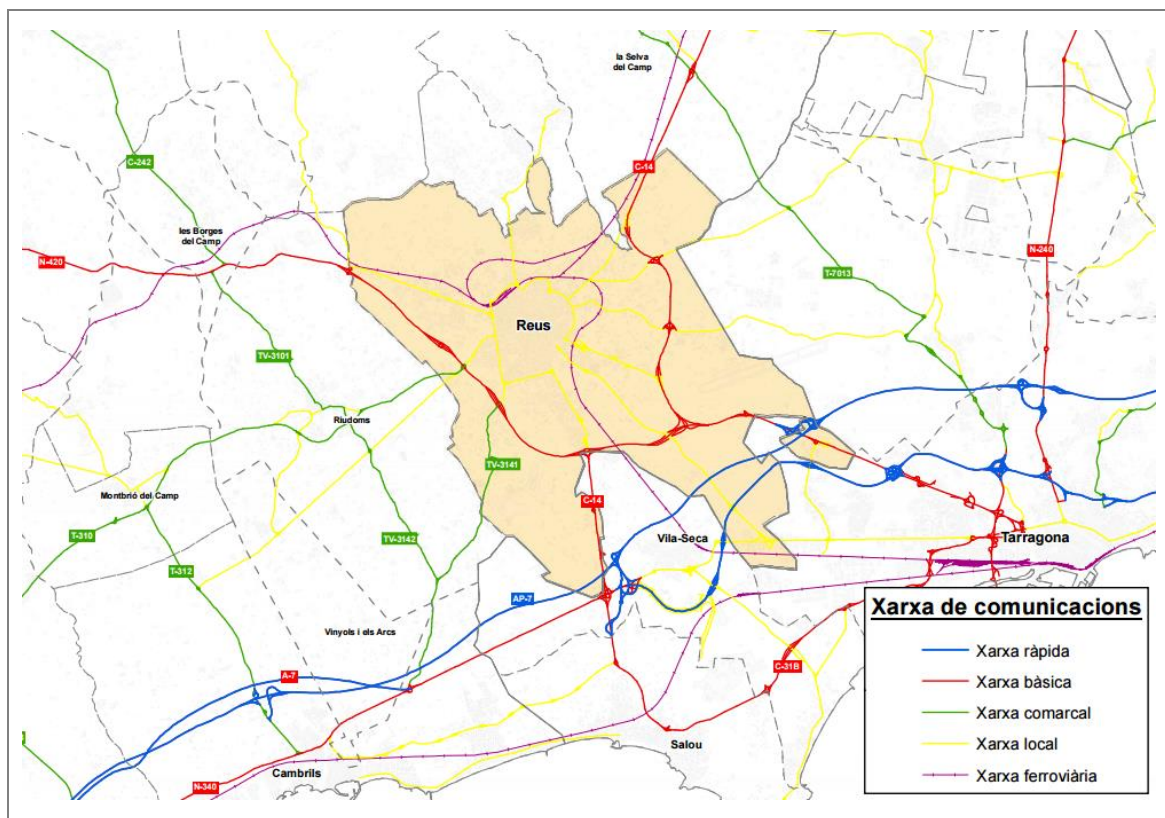 la Selva
del Camp
C-14
C-242
les Borges
del Camp
N-420
N-240
T-7013
Reus
TV-3101
Riudoms
TV-3141
Montbrió del Camp
C-14
T-310
TV-3142
Vila-Seca
Tarragona
T-312
AP-7
Vinyols i els Arcs
A-7
C-31B
Salou
Cambrils
N-340
Xarxa de comunicacions
Xarxa ràpida
Xarxa bàsica
Xarxa comarcal
Xarxa local
Xarxa ferroviària